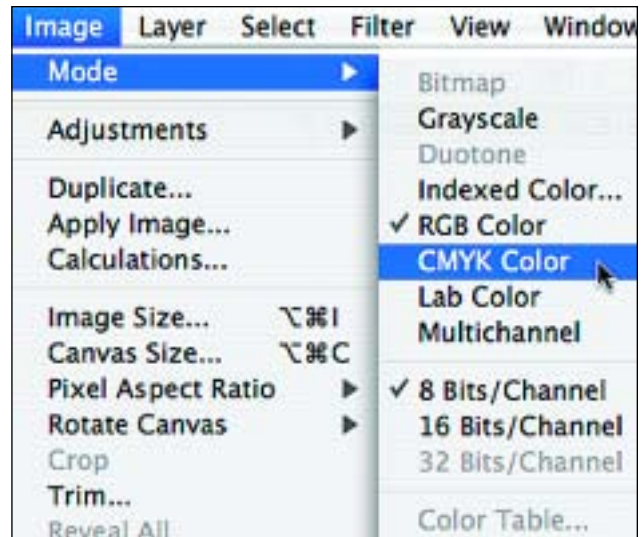 Image Layer Select Filter View Window
Mode
Adjustments
Duplicate...
Apply Image...
Calculations...
Image Size... ⌥⌘I
Canvas Size... ⌥⌘C
Pixel Aspect Ratio
Rotate Canvas
Crop
Trim...
Reveal All
Bitmap
Grayscale
Duotone
Indexed Color...
✓ RGB Color
CMYK Color
Lab Color
Multichannel
✓ 8 Bits/Channel
16 Bits/Channel
32 Bits/Channel
Color Table...